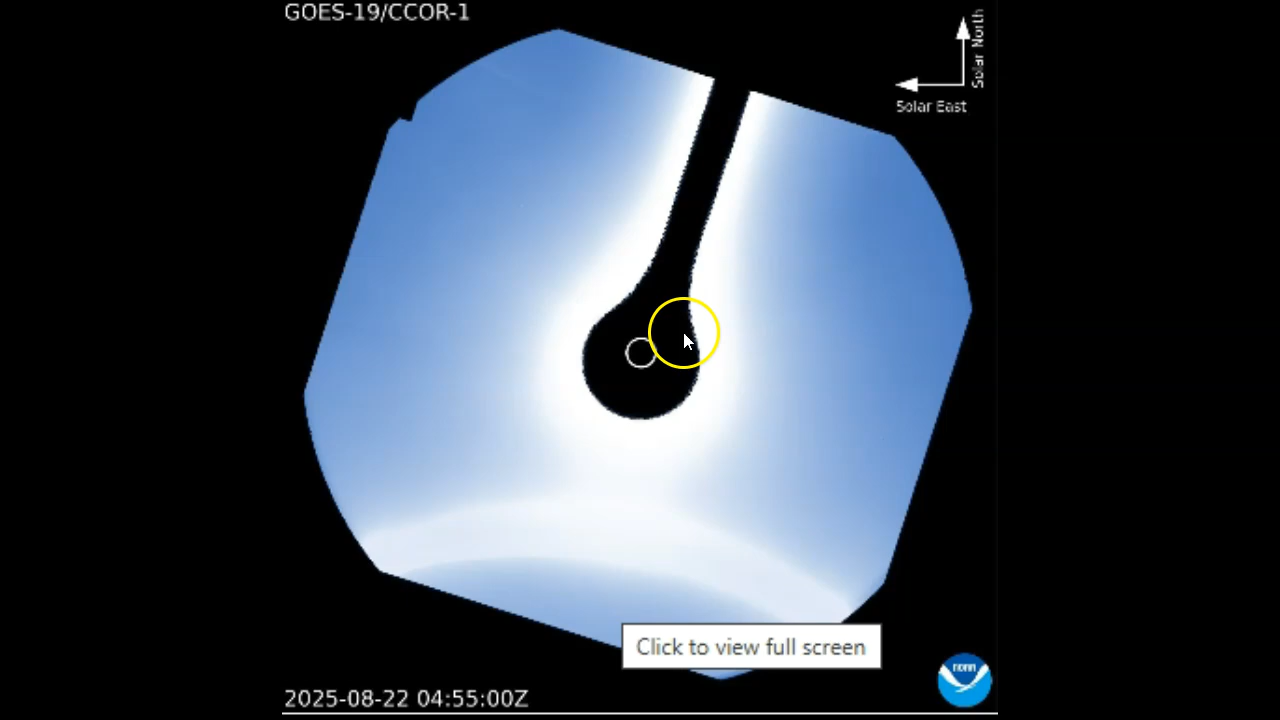 GOES-19/CCOR-1
Solar North
Solar East
Click to view full screen
noaa
2025-08-22 04:55:00Z